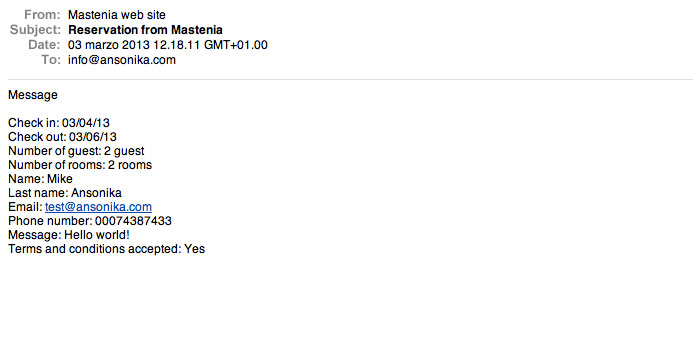 From: Mastenia web site
Subject: Reservation from Mastenia
Date: 03 marzo 2013 12.18.11 GMT+01.00
To: info@ansonika.com
Message
Check in: 03/04/13
Check out: 03/06/13
Number of guest: 2 guest
Number of rooms: 2 rooms
Name: Mike
Last name: Ansonika
Email: test@ansonika.com
Phone number: 00074387433
Message: Hello world!
Terms and conditions accepted: Yes